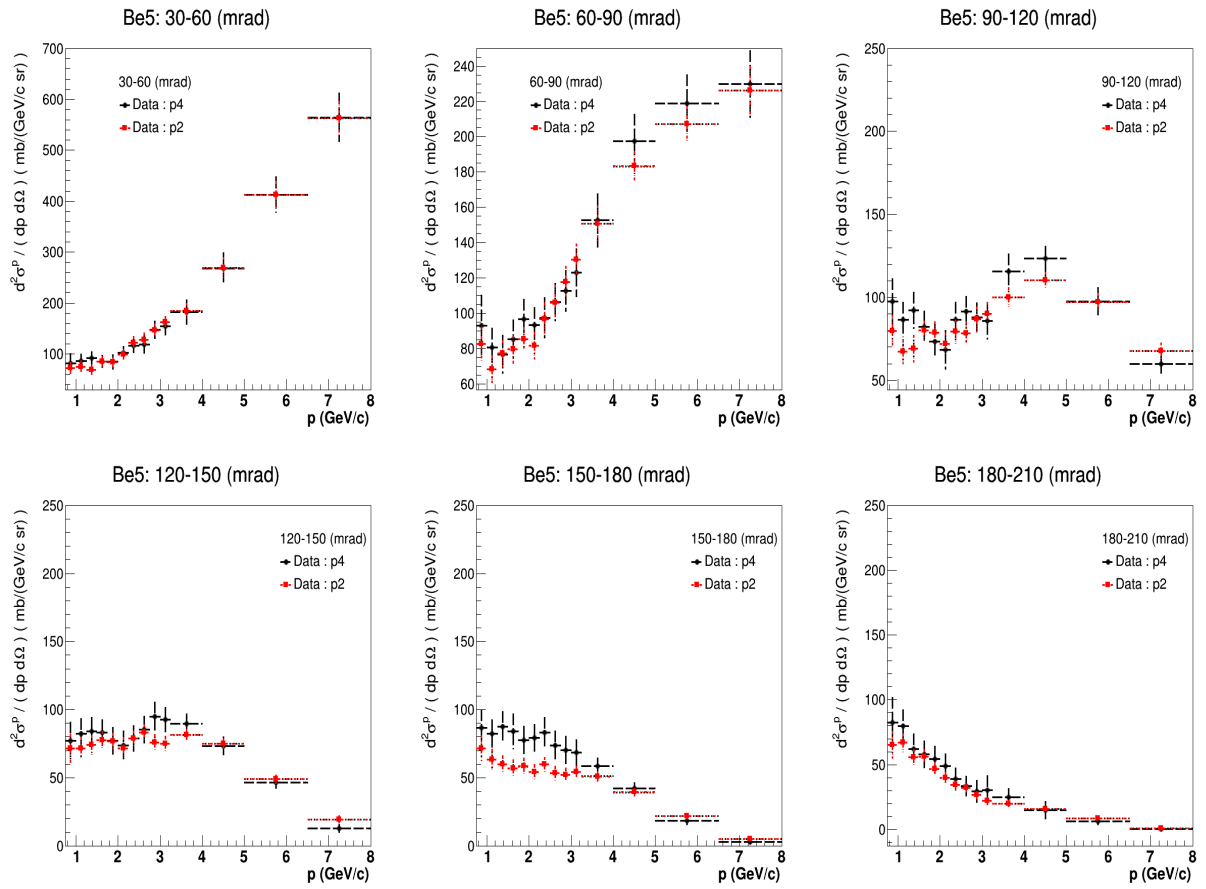 Be5: 30-60 (mrad)
d²σᵖ / ( dp dΩ ) ( mb/(GeV/c sr) )
700
600
500
400
300
200
100
30-60 (mrad)
Data : p4
Data : p2
1 2 3 4 5 6 7 8
p (GeV/c)
Be5: 60-90 (mrad)
d²σᵖ / ( dp dΩ ) ( mb/(GeV/c sr) )
240
220
200
180
160
140
120
100
80
60
60-90 (mrad)
Data : p4
Data : p2
1 2 3 4 5 6 7 8
p (GeV/c)
Be5: 90-120 (mrad)
d²σᵖ / ( dp dΩ ) ( mb/(GeV/c sr) )
250
200
150
100
50
90-120 (mrad)
Data : p4
Data : p2
1 2 3 4 5 6 7 8
p (GeV/c)
Be5: 120-150 (mrad)
d²σᵖ / ( dp dΩ ) ( mb/(GeV/c sr) )
250
200
150
100
50
0
120-150 (mrad)
Data : p4
Data : p2
1 2 3 4 5 6 7 8
p (GeV/c)
Be5: 150-180 (mrad)
d²σᵖ / ( dp dΩ ) ( mb/(GeV/c sr) )
250
200
150
100
50
0
150-180 (mrad)
Data : p4
Data : p2
1 2 3 4 5 6 7 8
p (GeV/c)
Be5: 180-210 (mrad)
d²σᵖ / ( dp dΩ ) ( mb/(GeV/c sr) )
250
200
150
100
50
0
180-210 (mrad)
Data : p4
Data : p2
1 2 3 4 5 6 7 8
p (GeV/c)